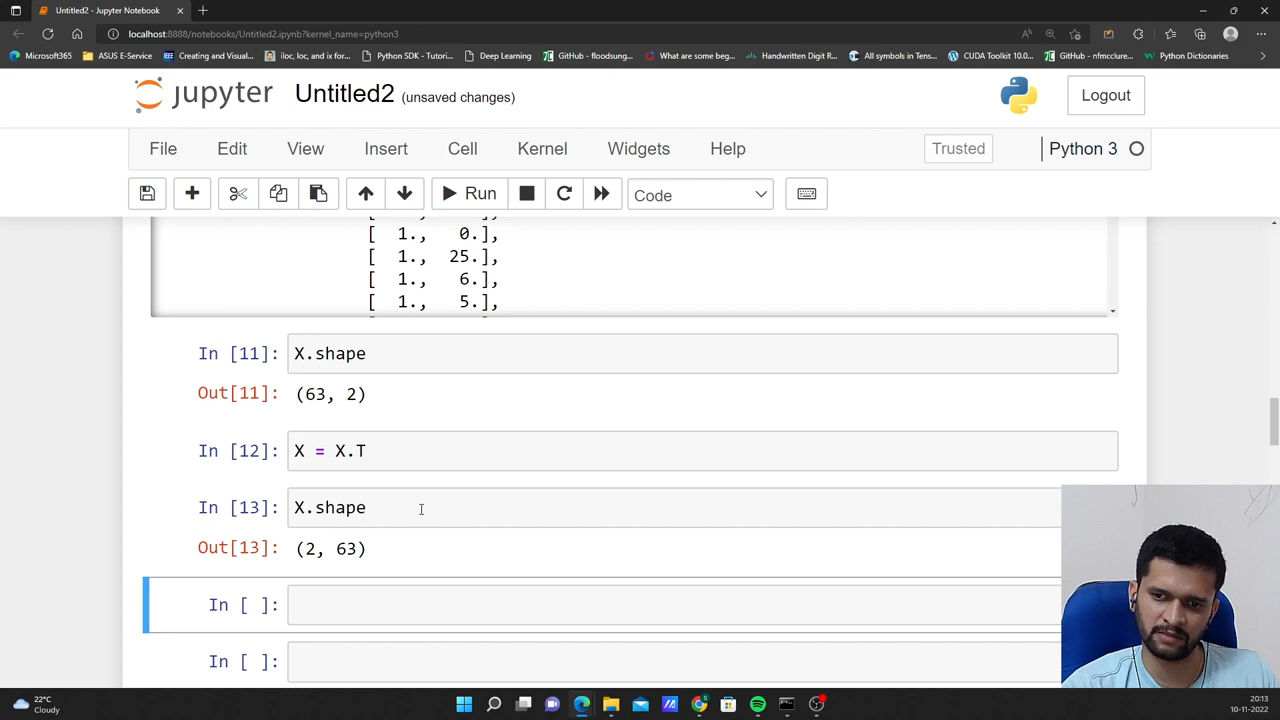 Untitled2 - Jupyter Notebook
localhost:8888/notebooks/Untitled2.ipynb?kernel_name=python3
Microsoft365
ASUS E-Service
Creating and Visual...
iloc, loc, and ix for...
Python SDK - Tutori...
Deep Learning
GitHub - floodsung...
What are some beg...
Handwritten Digit R...
All symbols in Tens...
CUDA Toolkit 10.0...
GitHub - nfmcclure...
Python Dictionaries
jupyter Untitled2 (unsaved changes)
Logout
File Edit View Insert Cell Kernel Widgets Help
Trusted
Python 3
Run
Code
[ 1., 0.],
[ 1., 25.],
[ 1., 6.],
[ 1., 5.],
In [11]: X.shape
Out[11]: (63, 2)
In [12]: X = X.T
In [13]: X.shape
Out[13]: (2, 63)
In [ ]:
In [ ]:
22°C
Cloudy
20:13
10-11-2022